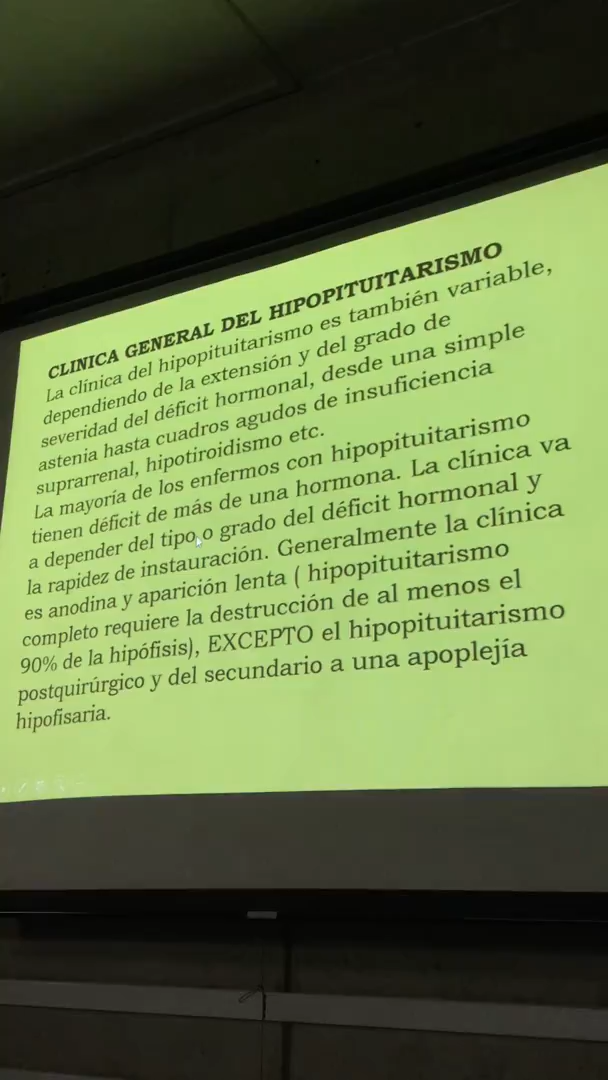 CLINICA GENERAL DEL HIPOPITUITARISMO
La clínica del hipopituitarismo es también variable,
dependiendo de la extensión y del grado de
severidad del déficit hormonal, desde una simple
astenia hasta cuadros agudos de insuficiencia
suprarrenal, hipotiroidismo etc.
La mayoría de los enfermos con hipopituitarismo
tienen déficit de más de una hormona. La clínica va
a depender del tipo o grado del déficit hormonal y
la rapidez de instauración. Generalmente la clínica
es anodina y aparición lenta ( hipopituitarismo
completo requiere la destrucción de al menos el
90% de la hipófisis), EXCEPTO el hipopituitarismo
postquirúrgico y del secundario a una apoplejía
hipofisaria.